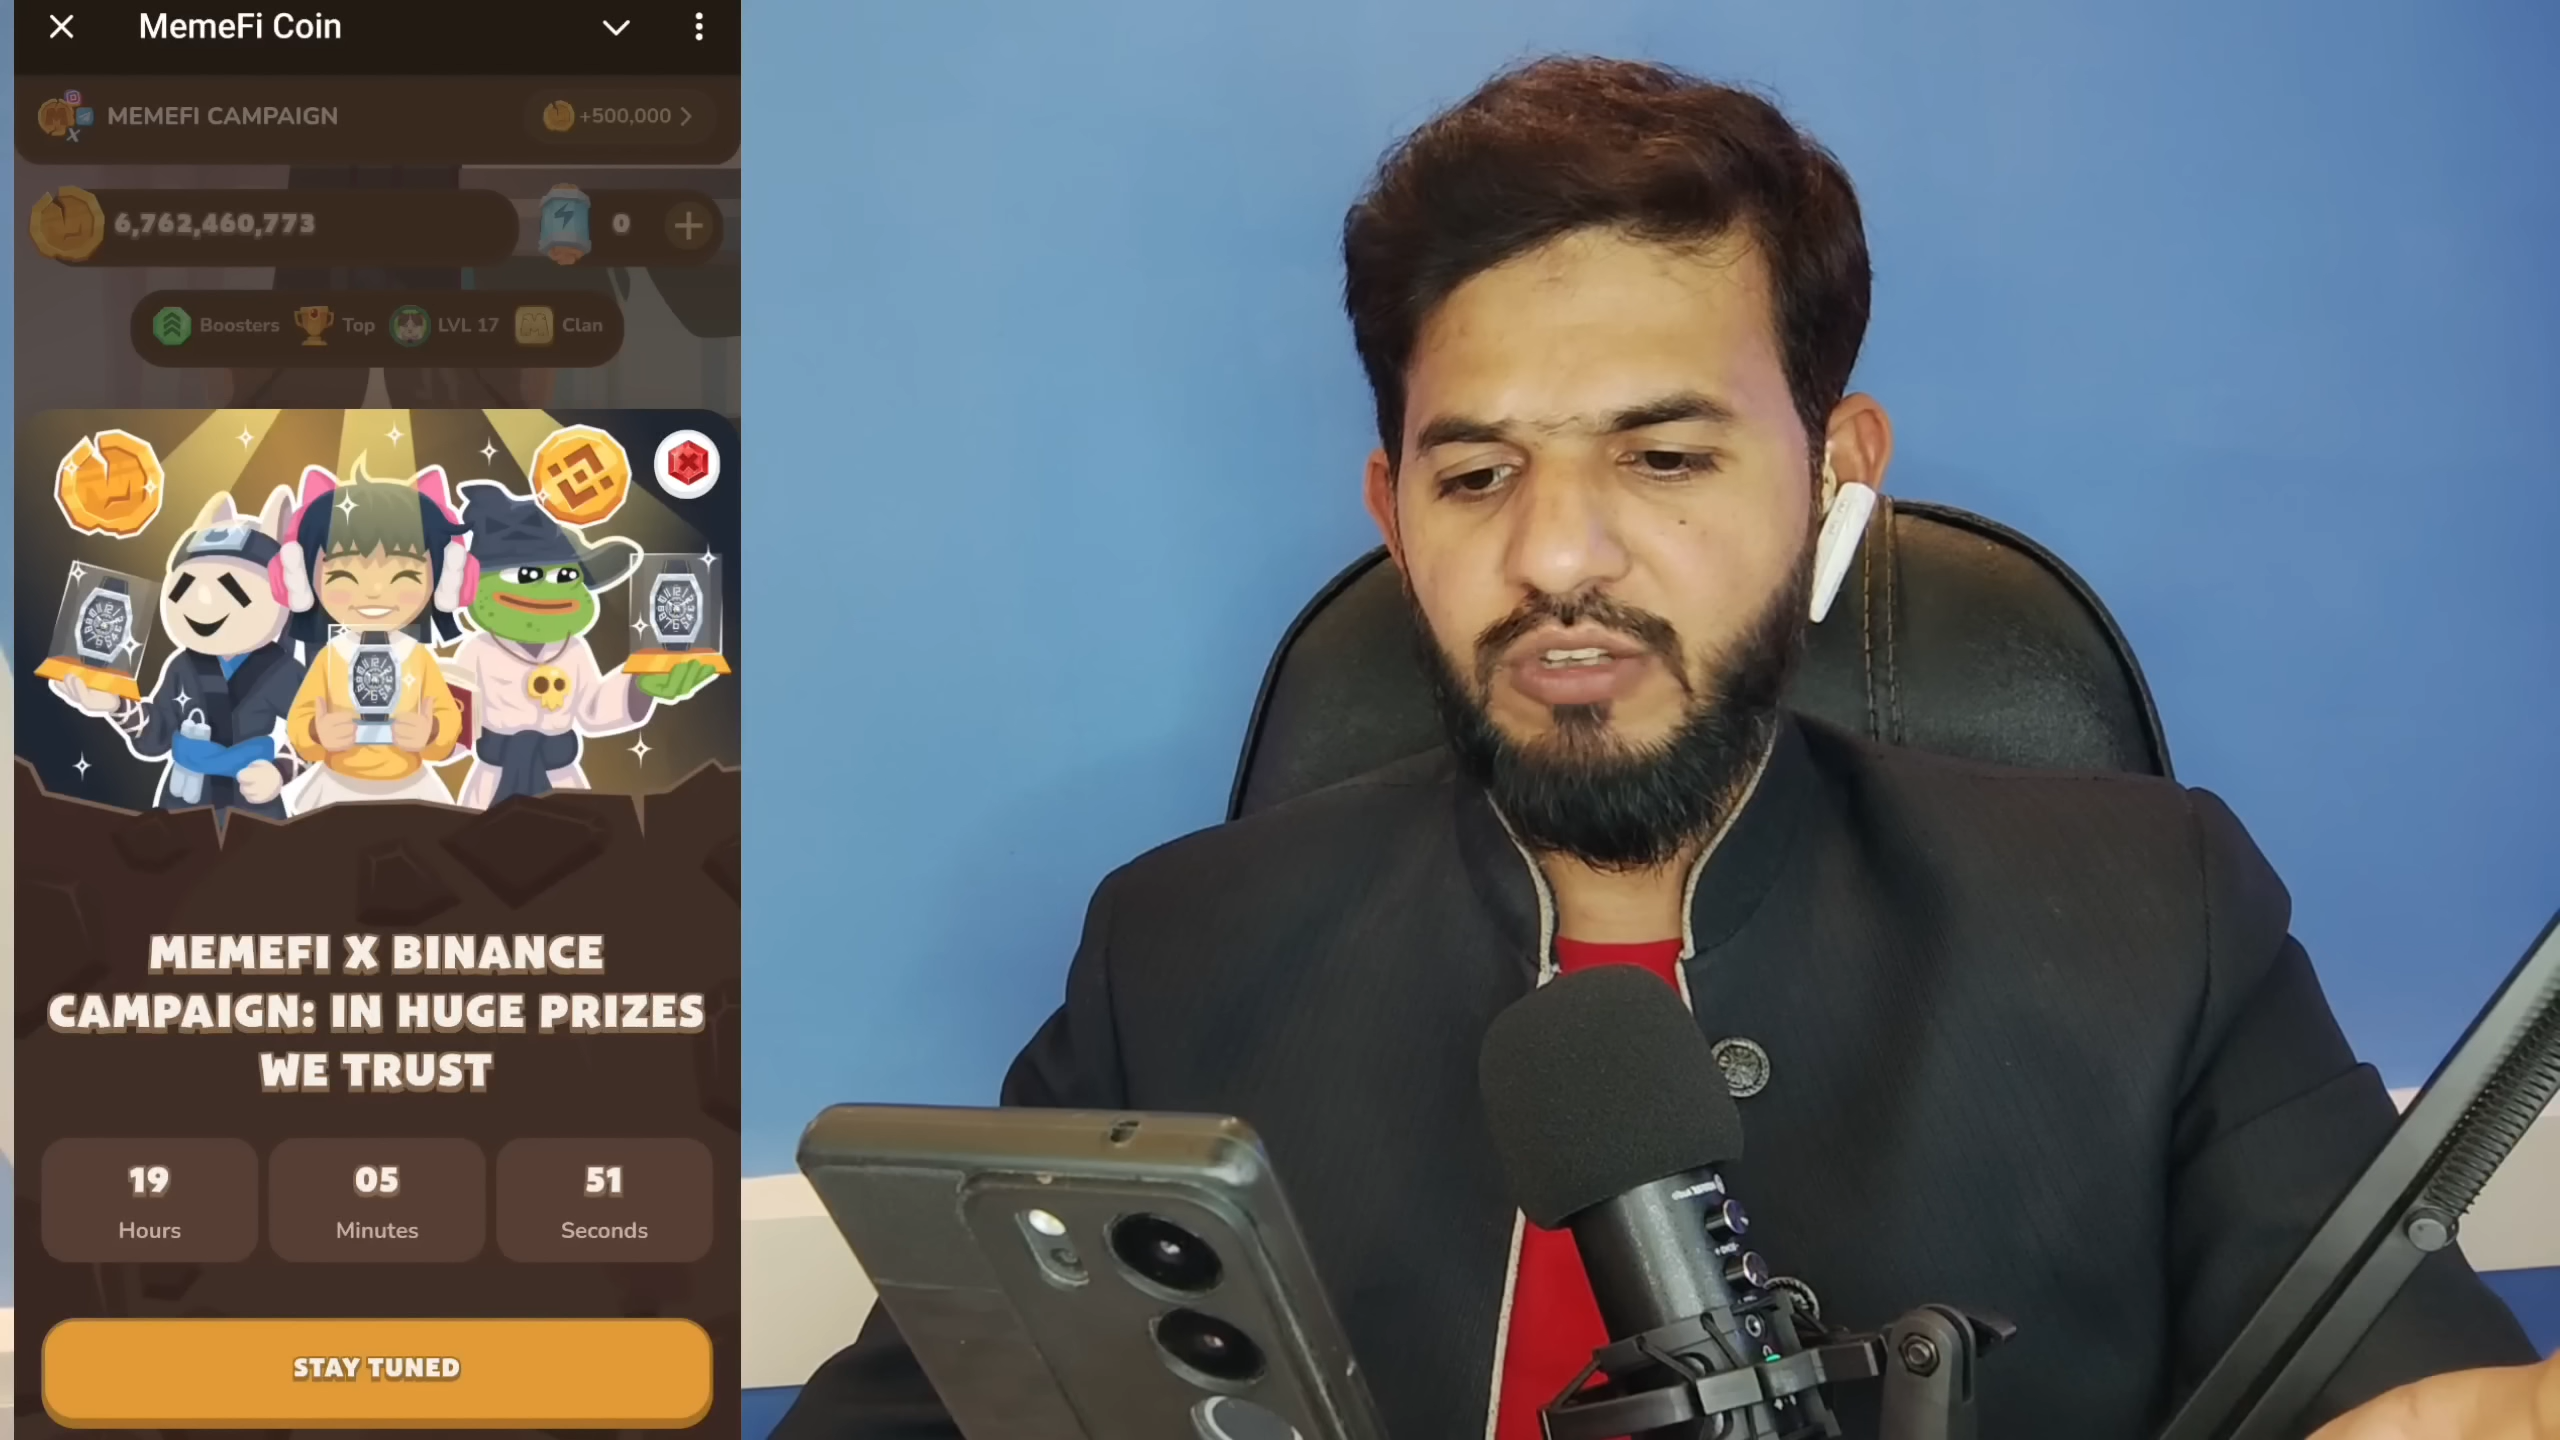 MemeFi Coin
MEMEFI CAMPAIGN
+500,000
6,762,460,773
0
Boosters
Top
LVL 17
Clan
MEMEFI X BINANCE
CAMPAIGN: IN HUGE PRIZES
WE TRUST
19
05
51
Hours
Minutes
Seconds
STAY TUNED